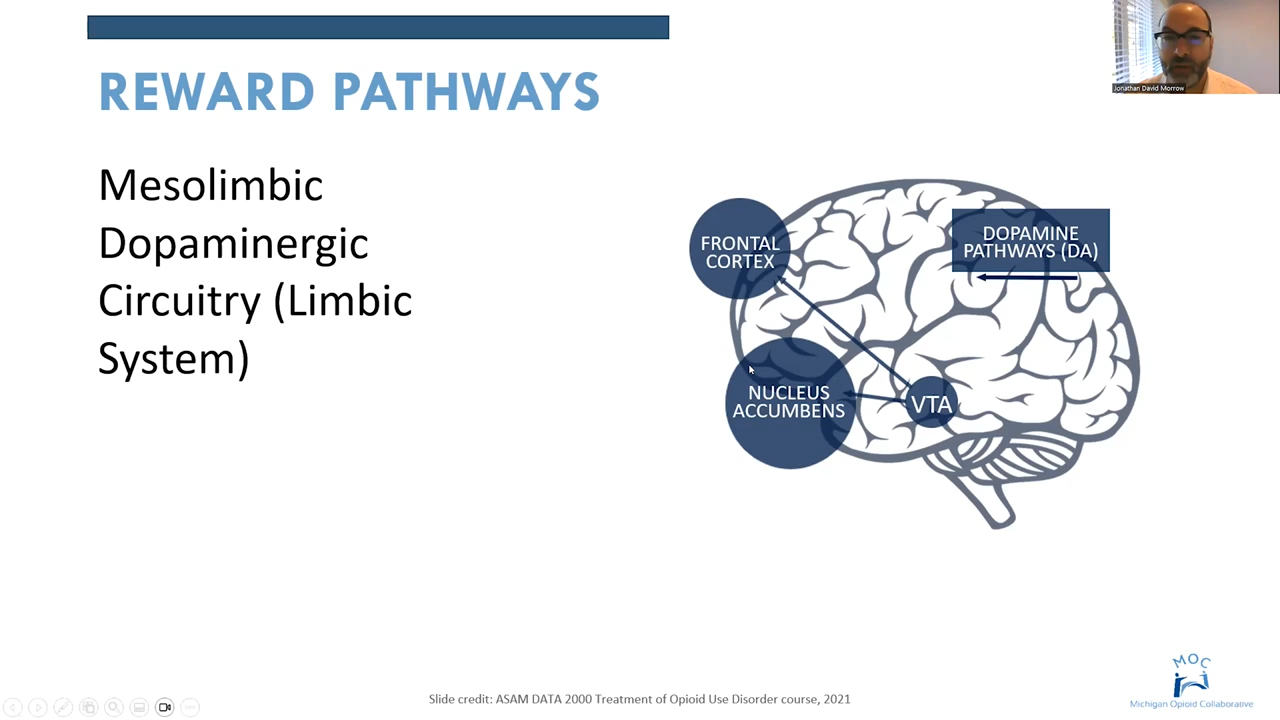 REWARD PATHWAYS
Jonathan David Morrow
Mesolimbic
Dopaminergic
Circuitry (Limbic
System)
FRONTAL
CORTEX
DOPAMINE
PATHWAYS (DA)
NUCLEUS
ACCUMBENS
VTA
Slide credit: ASAM DATA 2000 Treatment of Opioid Use Disorder course, 2021
MOC
Michigan Opioid Collaborative